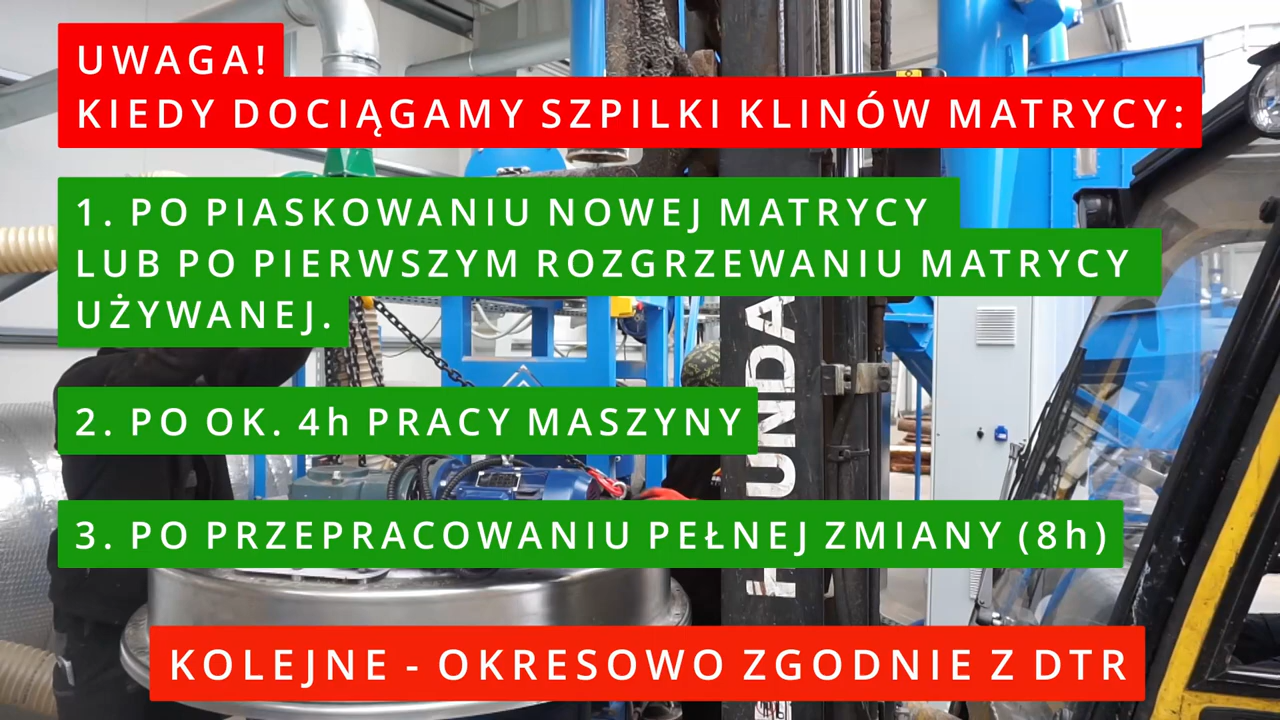 UWAGA!
KIEDY DOCIĄGAMY SZPILKI KLINÓW MATRYCY:
1. PO PIASKOWANIU NOWEJ MATRYCY
LUB PO PIERWSZYM ROZGRZEWANIU MATRYCY
UŻYWANEJ.
2. PO OK. 4h PRACY MASZYNY
3. PO PRZEPRACOWANIU PEŁNEJ ZMIANY (8h)
KOLEJNE - OKRESOWO ZGODNIE Z DTR